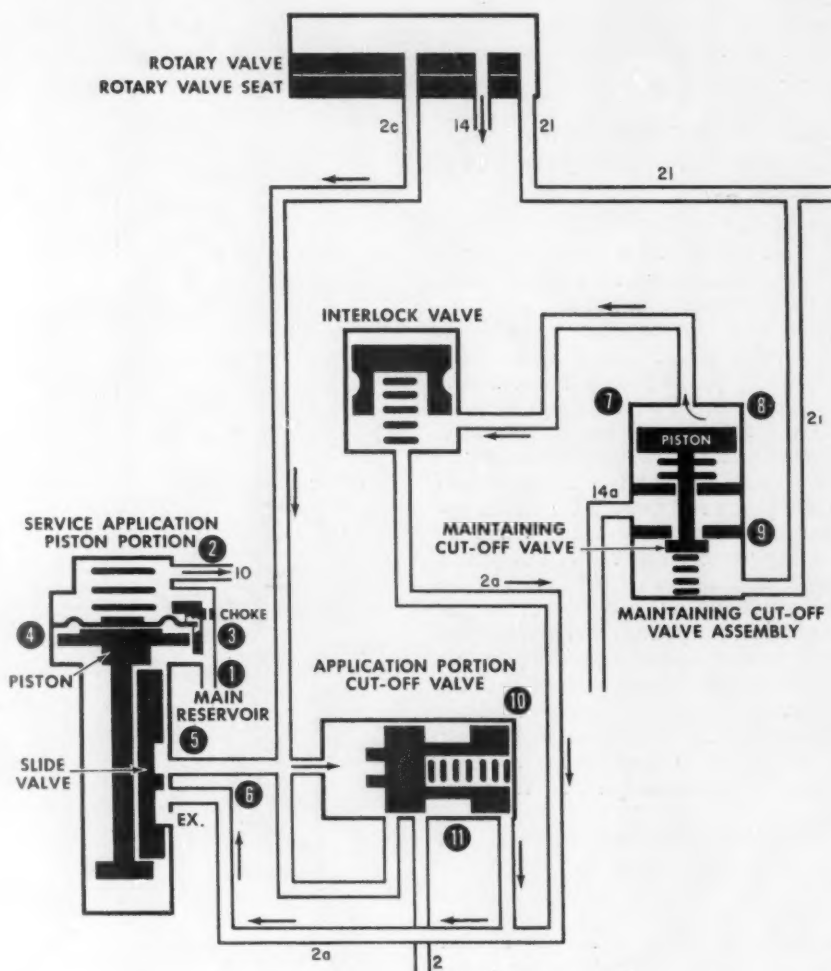 ROTARY VALVE
ROTARY VALVE SEAT
2c
14
21
21
INTERLOCK VALVE
7
8
PISTON
21
14a
SERVICE APPLICATION
PISTON PORTION
2
MAINTAINING
CUT-OFF VALVE
9
10
2a
CHOKE
MAINTAINING CUT-OFF
VALVE ASSEMBLY
4
3
PISTON
1
MAIN
RESERVOIR
APPLICATION PORTION
CUT-OFF VALVE
10
5
SLIDE
VALVE
6
EX.
11
2a
2